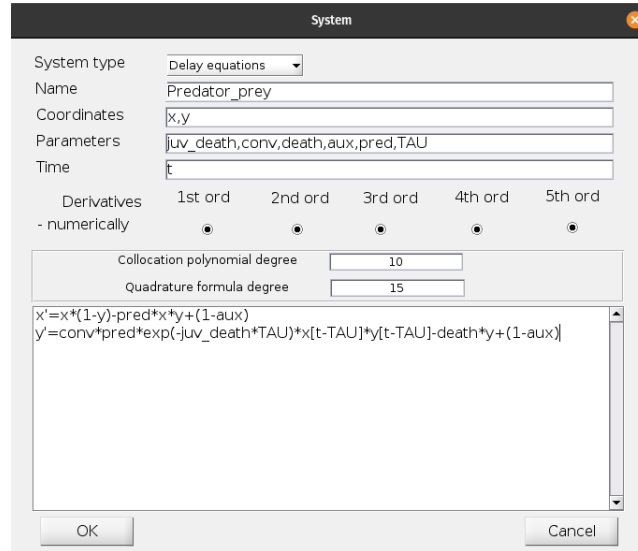 System
System type Delay equations
Name Predator_prey
Coordinates x,y
Parameters juv_death,conv,death,aux,pred,TAU
Time t
Derivatives 1st ord 2nd ord 3rd ord 4th ord 5th ord
- numerically
Collocation polynomial degree 10
Quadrature formula degree 15
x'=x*(1-y)-pred*x*y+(1-aux)
y'=conv*pred*exp(-juv_death*TAU)*x[t-TAU]*y[t-TAU]-death*y+(1-aux)
OK Cancel